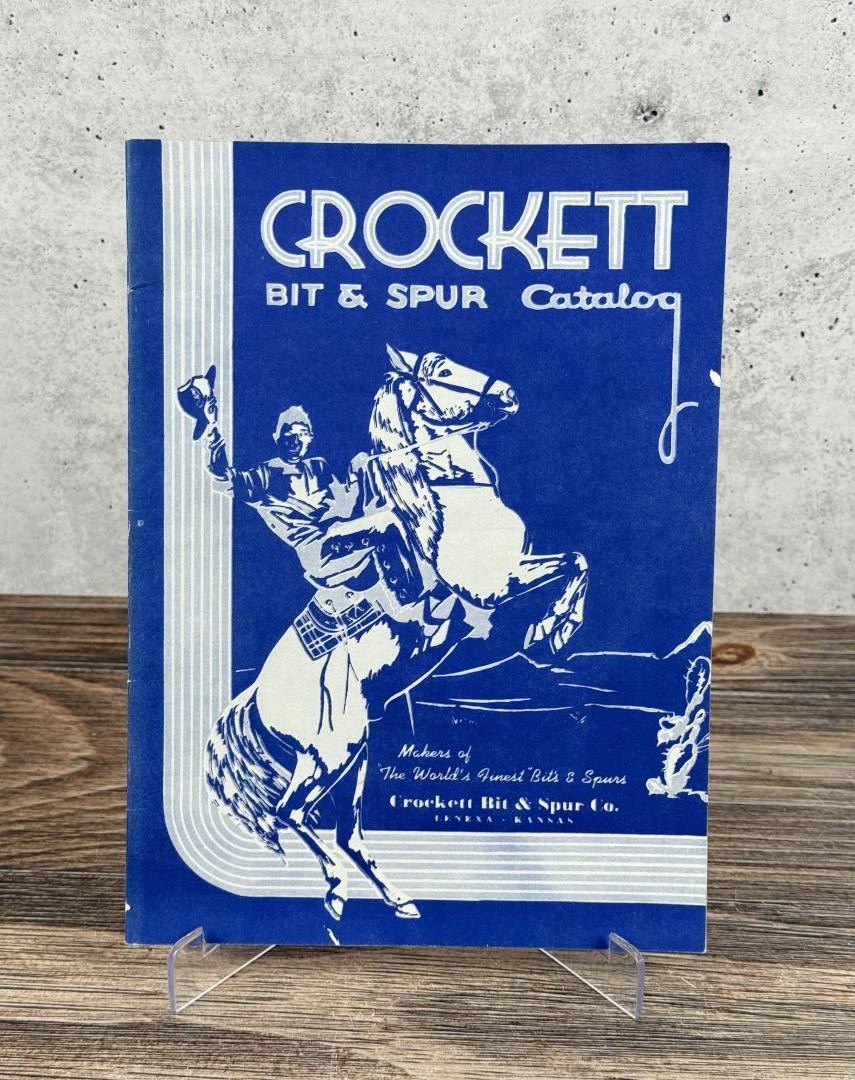 CROCKETT
BIT & SPUR Catalog
Makers of
"The World's Finest" Bits & Spurs
Crockett Bit & Spur Co.
LENEXA - KANSAS